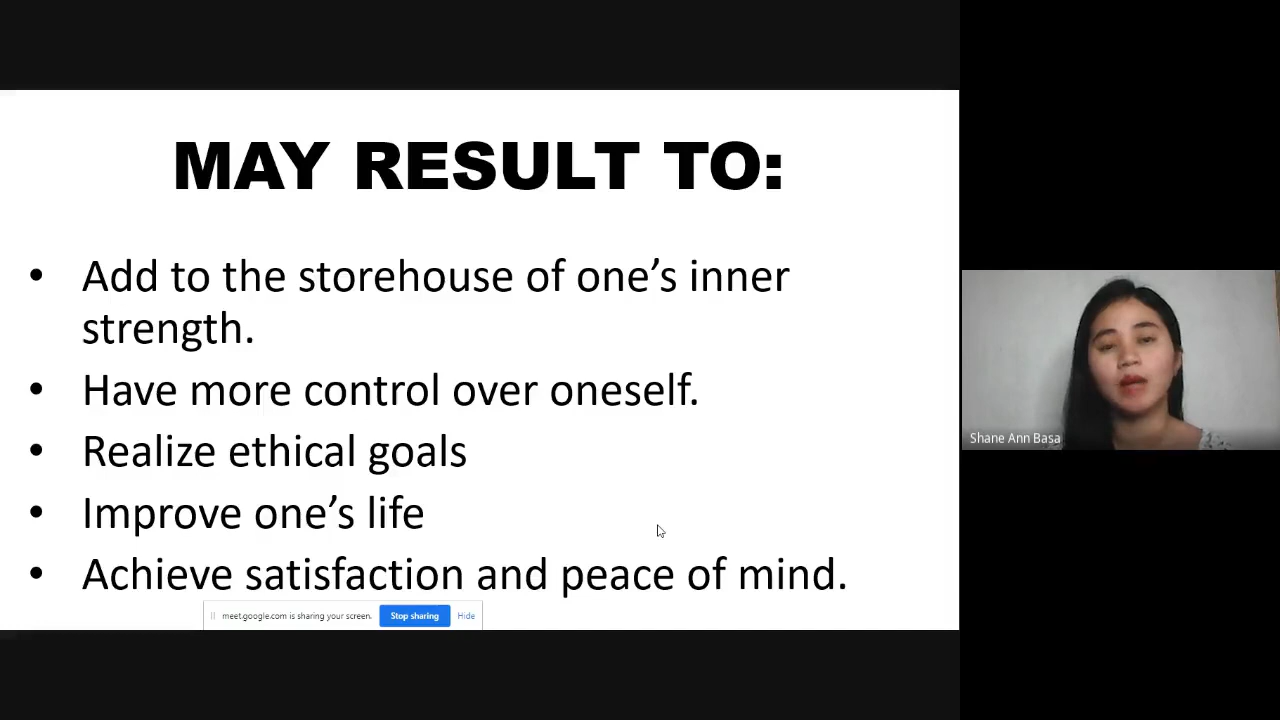 MAY RESULT TO:
• Add to the storehouse of one’s inner
strength.
• Have more control over oneself.
• Realize ethical goals
• Improve one’s life
• Achieve satisfaction and peace of mind.
meet.google.com is sharing your screen. Stop sharing Hide
Shane Ann Basa